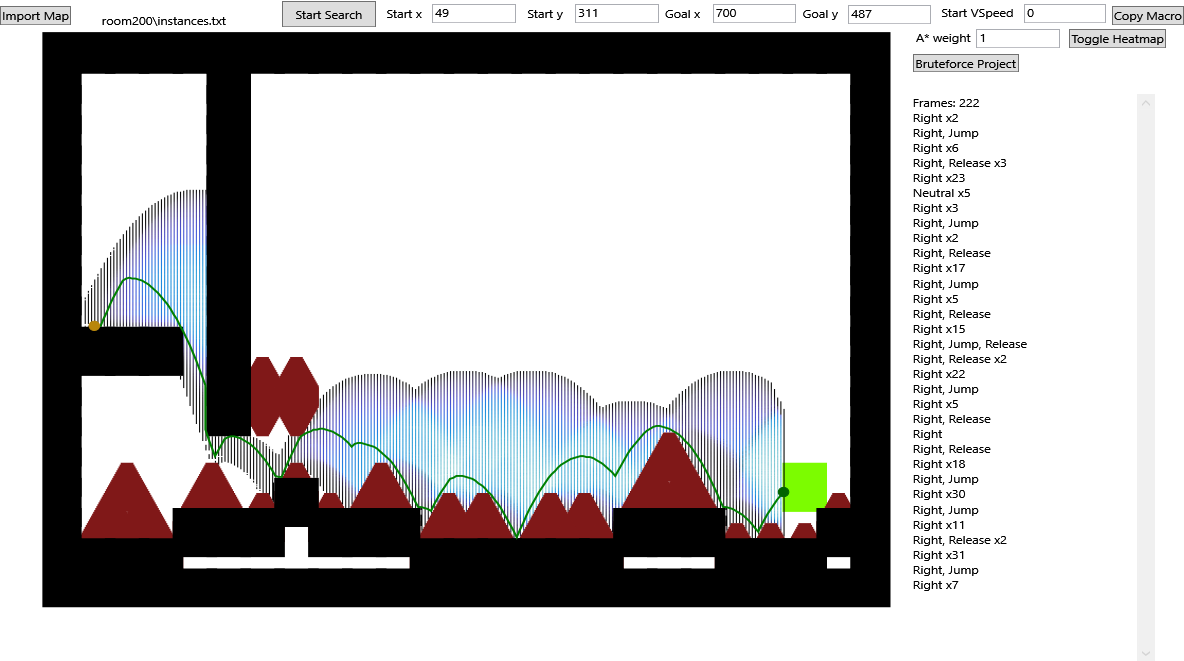 Import Map room200\instances.txt Start Search Start x 49 Start y 311 Goal x 700 Goal y 487 Start VSpeed 0 Copy Macro
A* weight 1 Toggle Heatmap
Bruteforce Project
Frames: 222
Right x2
Right, Jump
Right x6
Right, Release x3
Right x23
Neutral x5
Right x3
Right, Jump
Right x2
Right, Release
Right x17
Right, Jump
Right x5
Right, Release
Right x15
Right, Jump, Release
Right, Release x2
Right x22
Right, Jump
Right x5
Right, Release
Right
Right, Release
Right x18
Right, Jump
Right x30
Right, Jump
Right x11
Right, Release x2
Right x31
Right, Jump
Right x7